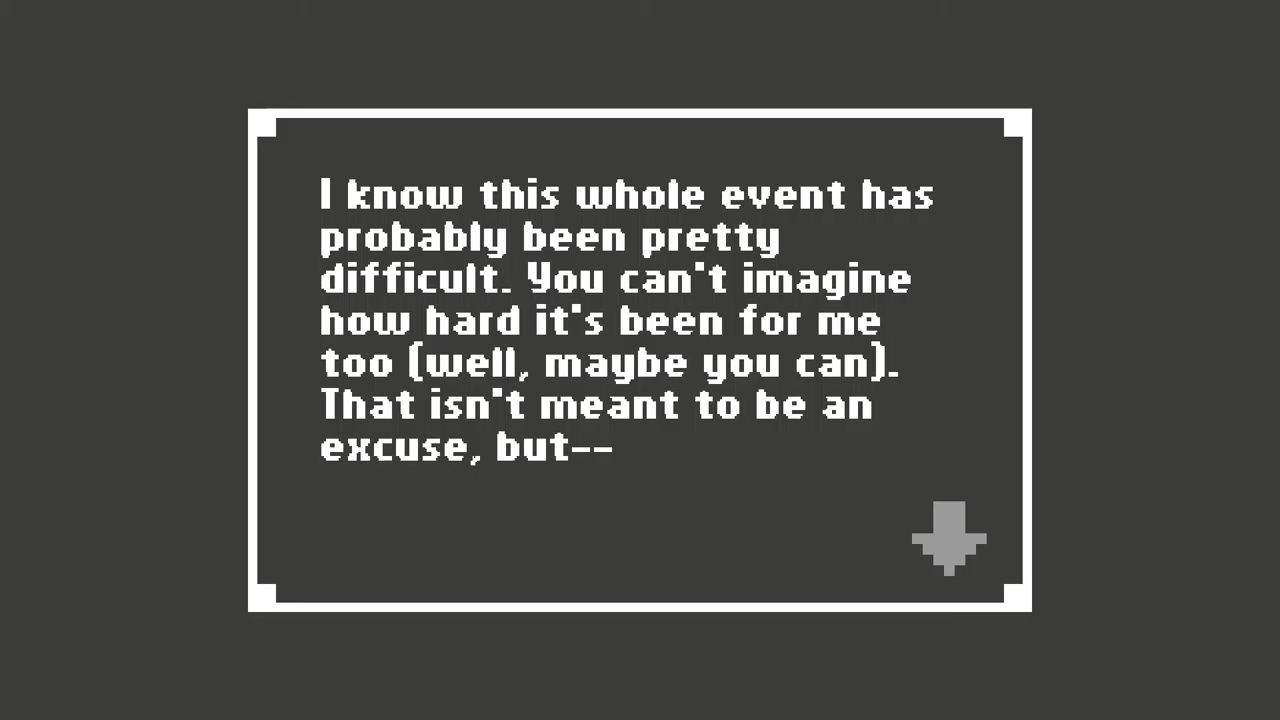 I know this whole event has
probably been pretty
difficult. You can't imagine
how hard it's been for me
too (well, maybe you can).
That isn't meant to be an
excuse, but--